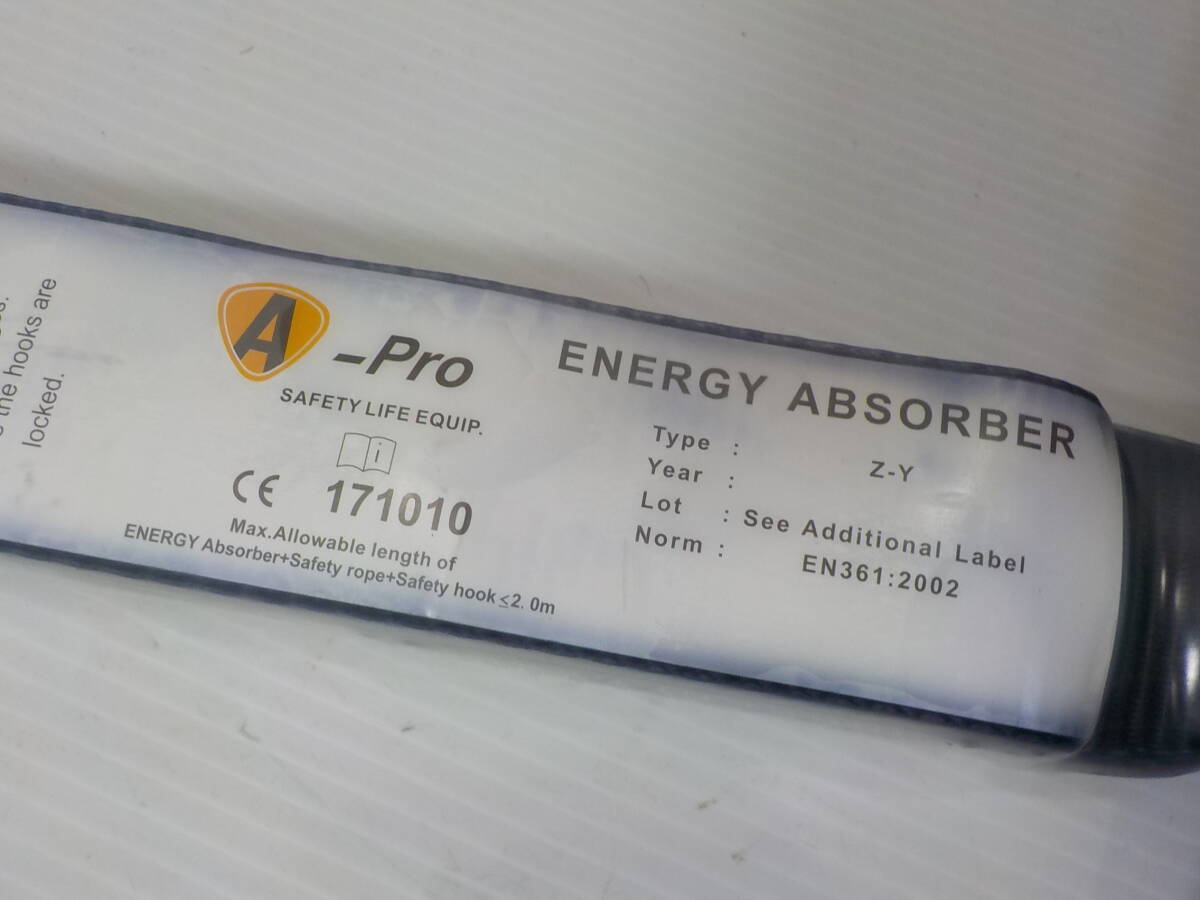 the hooks are
locked.
A
-Pro
SAFETY LIFE EQUIP.
i
CE 171010
Max.Allowable length of
ENERGY Absorber+Safety rope+Safety hook≤2.0m
ENERGY ABSORBER
Type : Z-Y
Year :
Lot : See Additional Label
Norm : EN361:2002